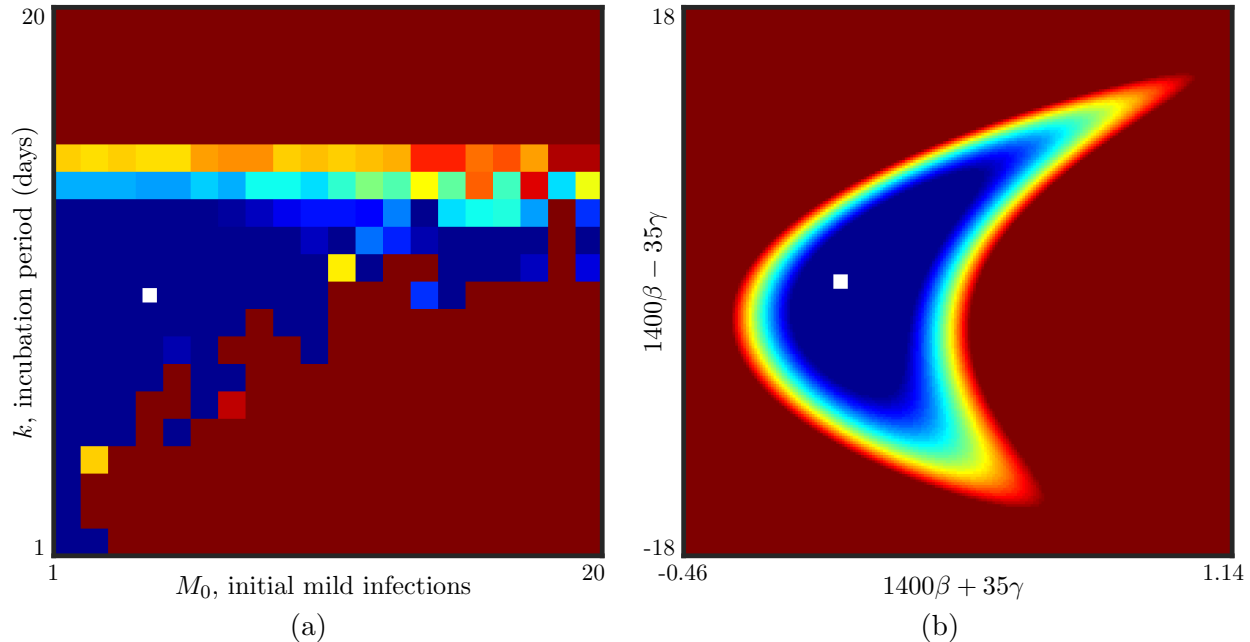 20
k, incubation period (days)
1
1
M₀, initial mild infections
20
(a)
18
1400β − 35γ
-18
-0.46
1400β + 35γ
1.14
(b)